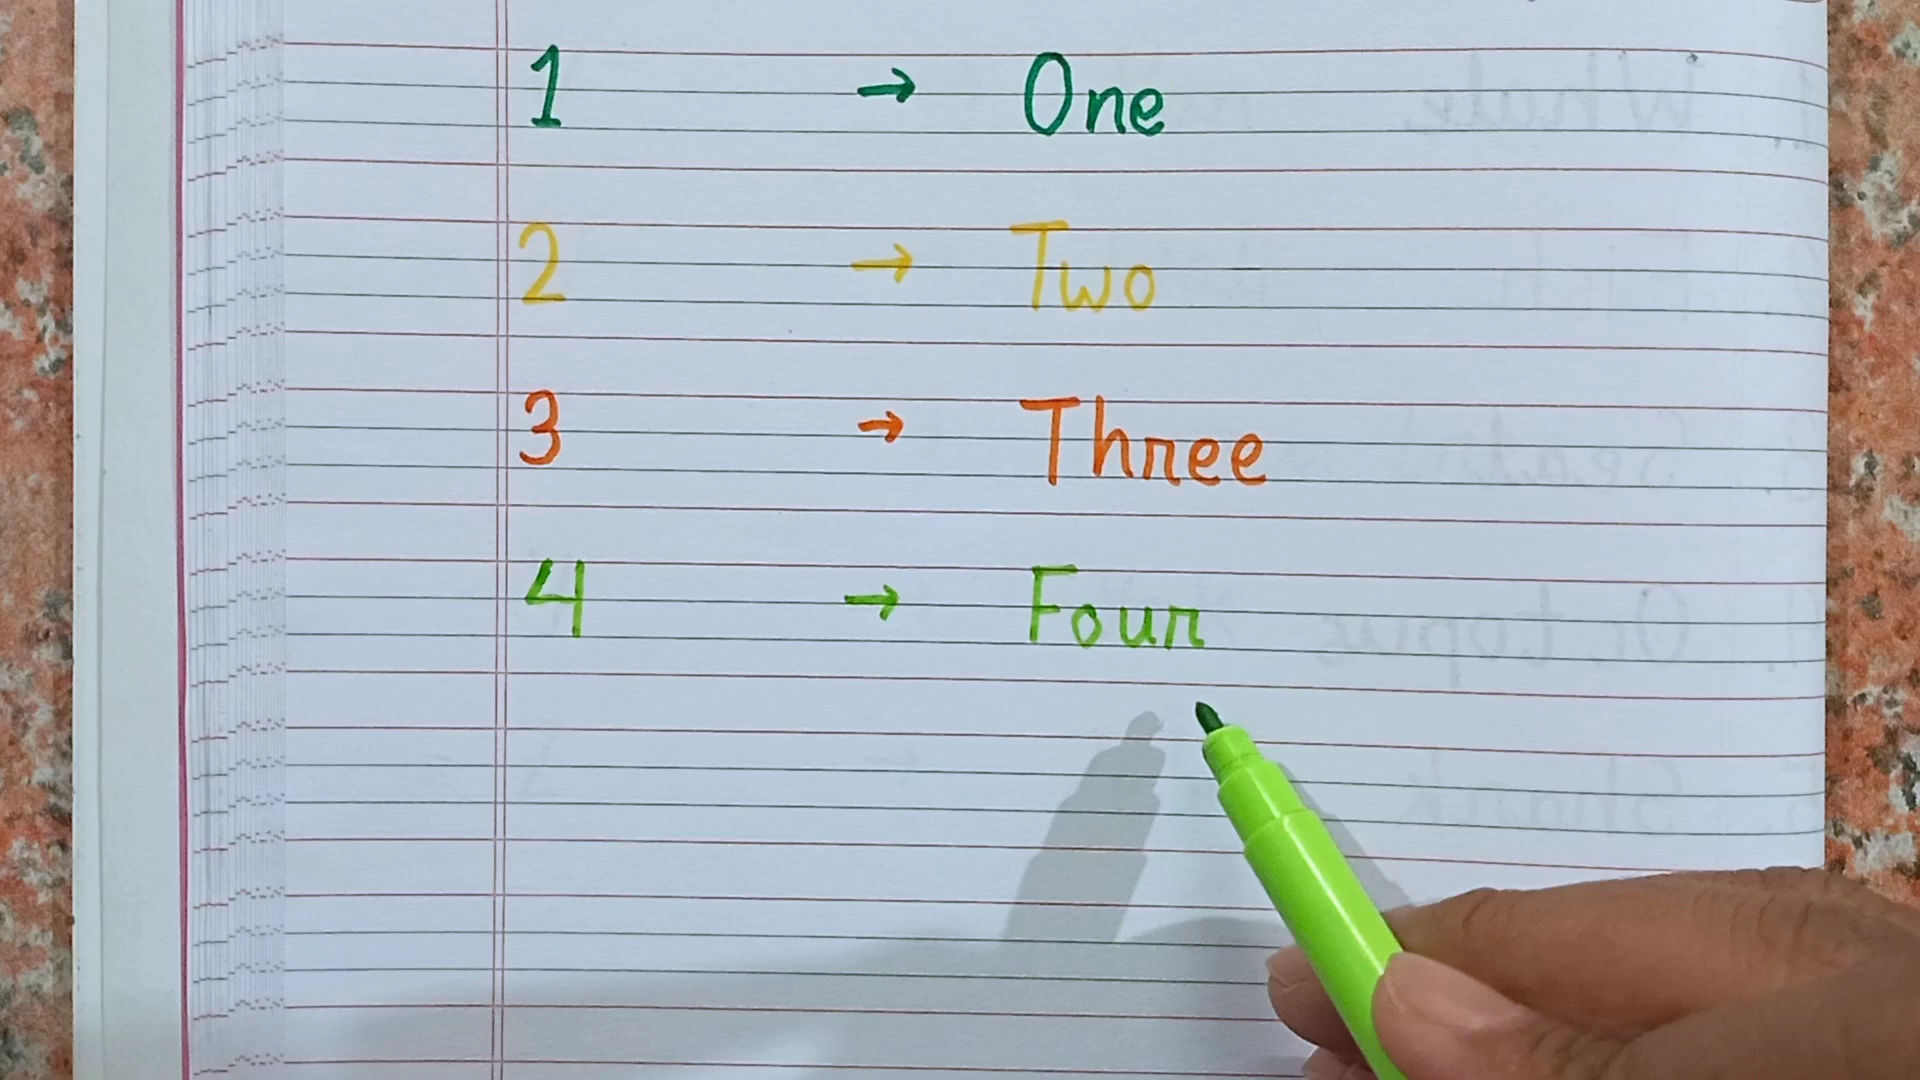 1 → One
2 → Two
3 → Three
4 → Four